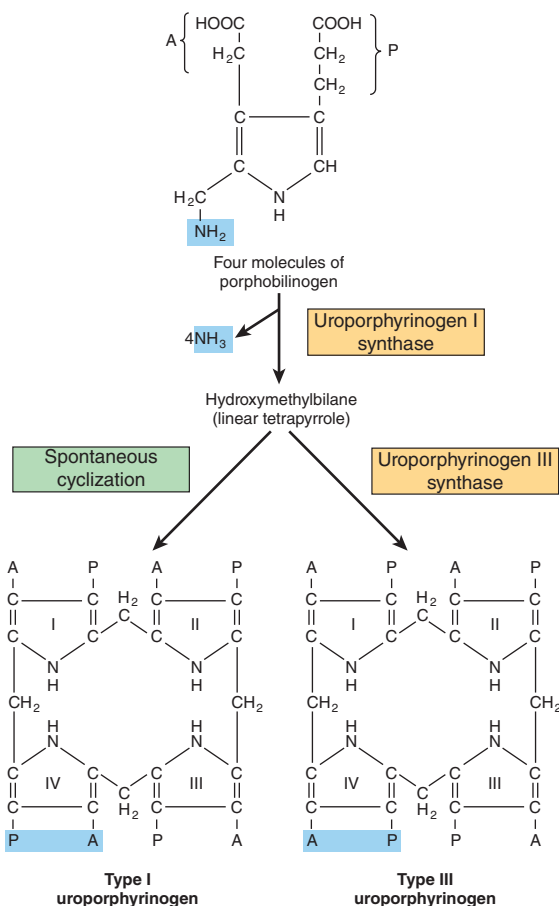 HOOC COOH
A P
H₂C CH₂
CH₂
C C
C CH
H₂C N
H
NH₂
Four molecules of
porphobilinogen
4NH₃
Uroporphyrinogen I
synthase
Hydroxymethylbilane
(linear tetrapyrrole)
Spontaneous
cyclization
Uroporphyrinogen III
synthase
A P A P A P A P
H₂ H₂
C C C C C C C C C C
I II I II
C C C C C C C C
N N N N
H H H H
CH₂ CH₂ CH₂ CH₂
H H H H
N N N N
C C C C C C C C
IV III IV III
C C C C C C C C C C
H₂ H₂
P A P A A P P A
Type I
uroporphyrinogen
Type III
uroporphyrinogen